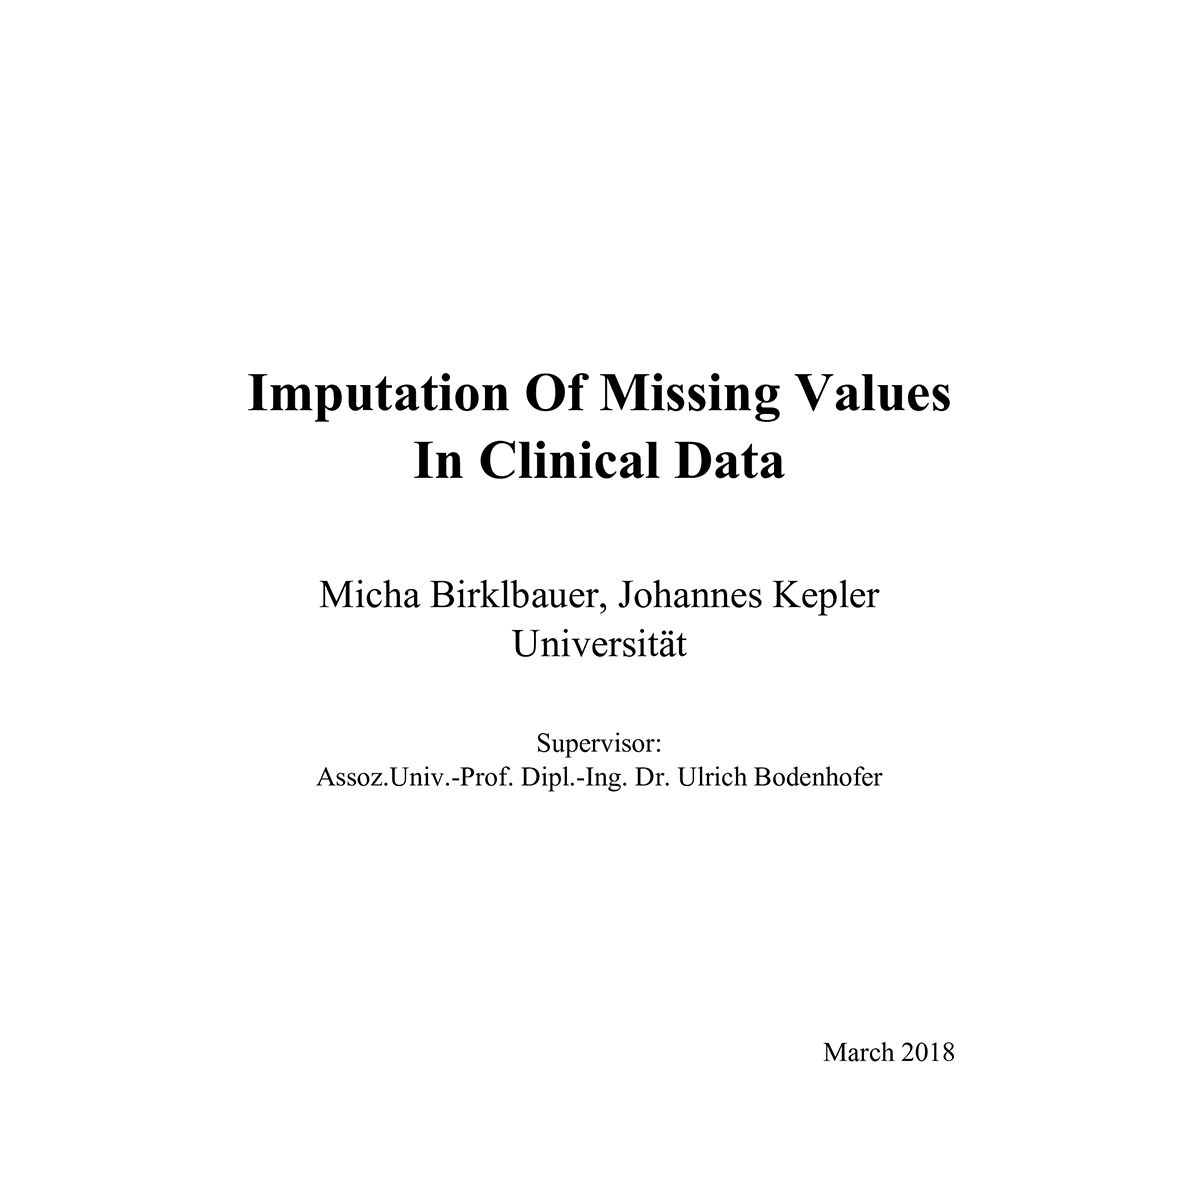 Imputation Of Missing Values
In Clinical Data
Micha Birklbauer, Johannes Kepler
Universität
Supervisor:
Assoz.Univ.-Prof. Dipl.-Ing. Dr. Ulrich Bodenhofer
March 2018